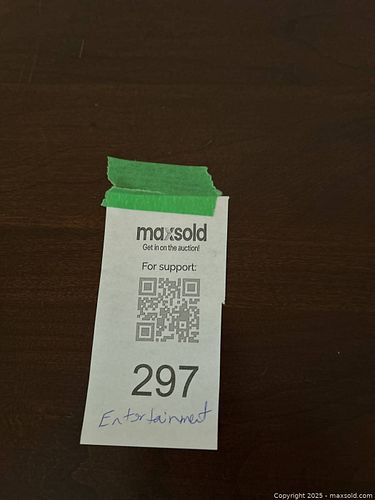 maxsold
Get in on the auction!
For support:
297
Entertainment
Copyright 2025 - maxsold.com